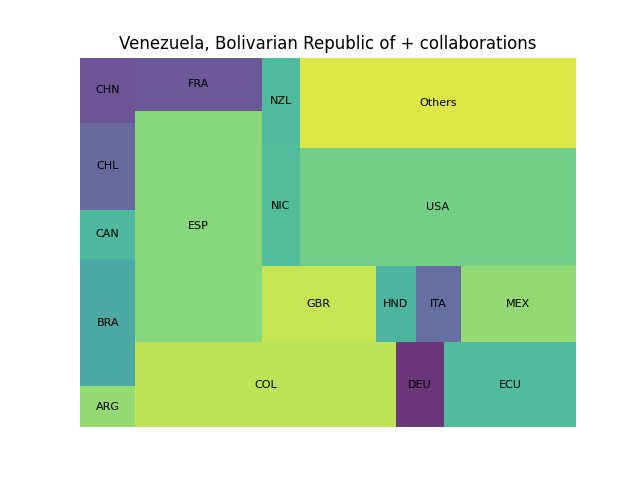 Venezuela, Bolivarian Republic of + collaborations
CHN
FRA
NZL
Others
CHL
NIC
USA
ESP
CAN
GBR
HND
ITA
MEX
BRA
COL
DEU
ECU
ARG